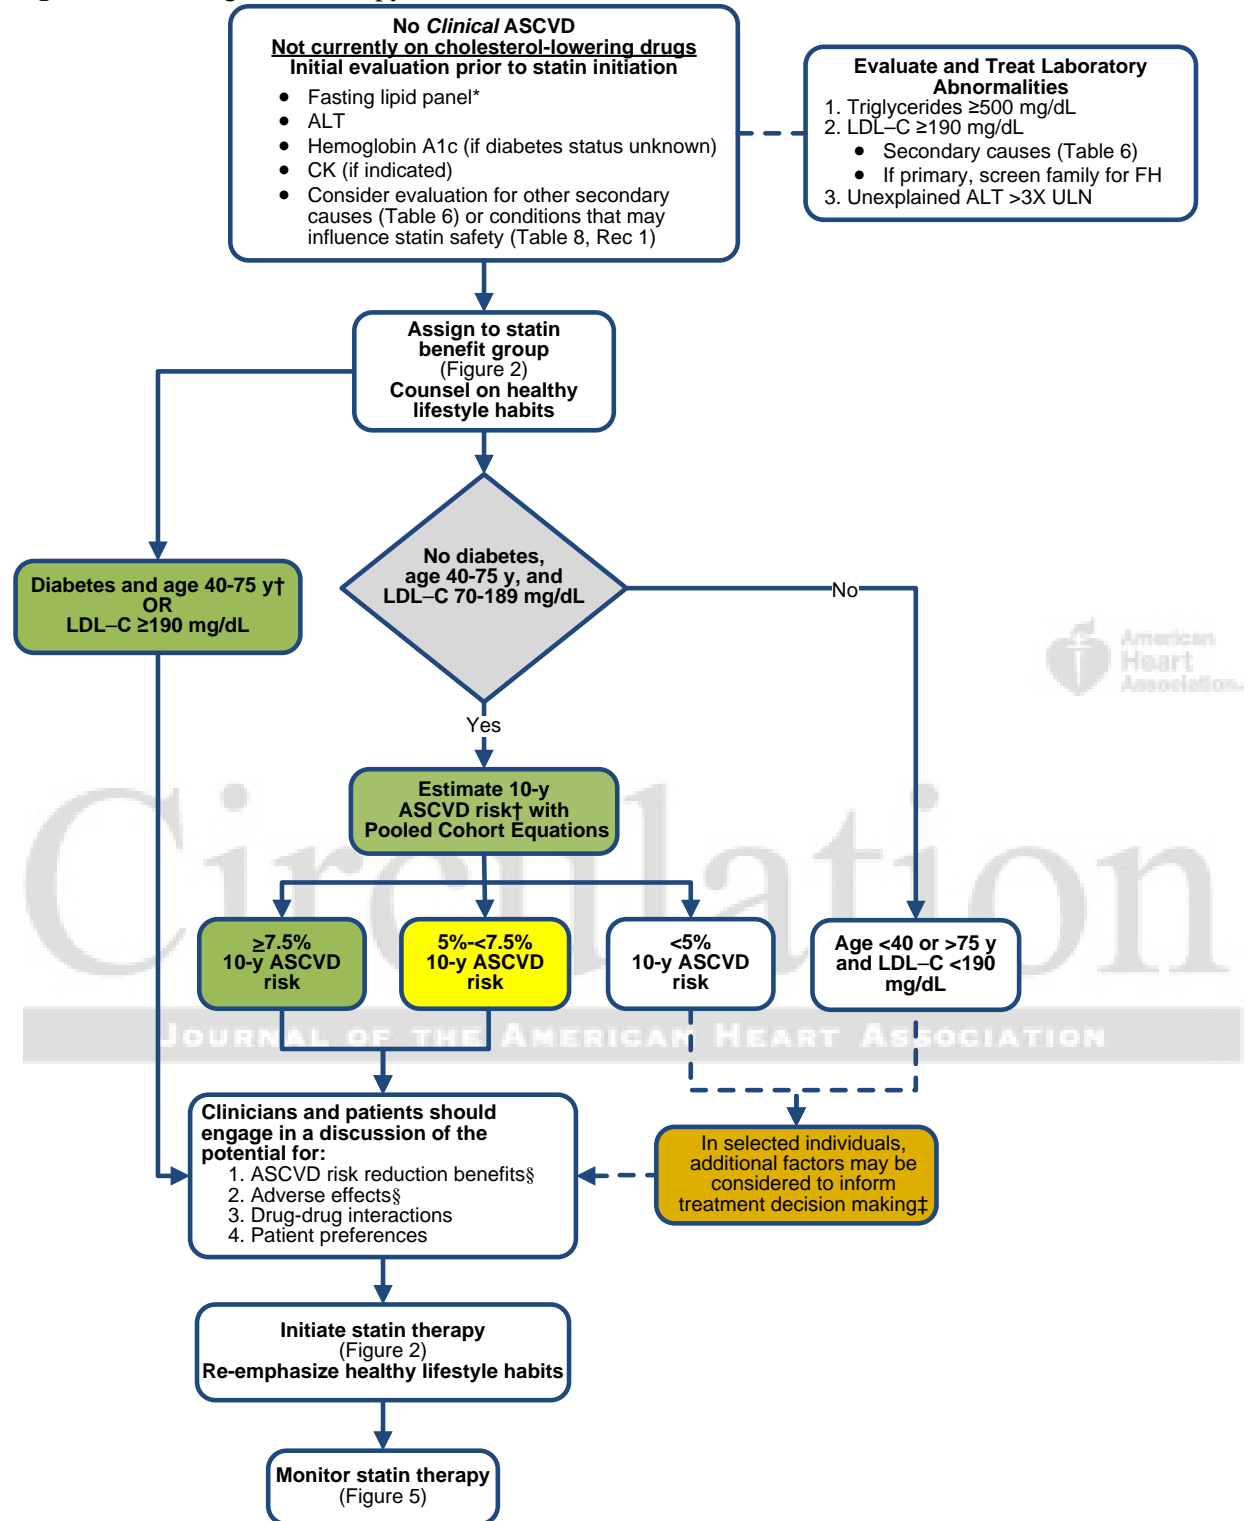 No Clinical ASCVD
Not currently on cholesterol-lowering drugs
Initial evaluation prior to statin initiation
• Fasting lipid panel*
• ALT
• Hemoglobin A1c (if diabetes status unknown)
• CK (if indicated)
• Consider evaluation for other secondary
causes (Table 6) or conditions that may
influence statin safety (Table 8, Rec 1)
Evaluate and Treat Laboratory
Abnormalities
1. Triglycerides ≥500 mg/dL
2. LDL–C ≥190 mg/dL
• Secondary causes (Table 6)
• If primary, screen family for FH
3. Unexplained ALT >3X ULN
Assign to statin
benefit group
(Figure 2)
Counsel on healthy
lifestyle habits
Diabetes and age 40-75 y†
OR
LDL–C ≥190 mg/dL
No diabetes,
age 40-75 y, and
LDL–C 70-189 mg/dL
No
American
Heart
Association
Yes
Estimate 10-y
ASCVD risk† with
Pooled Cohort Equations
Circulation
≥7.5%
10-y ASCVD
risk
5%-<7.5%
10-y ASCVD
risk
<5%
10-y ASCVD
risk
Age <40 or >75 y
and LDL–C <190
mg/dL
JOURNAL OF THE AMERICAN HEART ASSOCIATION
Clinicians and patients should
engage in a discussion of the
potential for:
1. ASCVD risk reduction benefits§
2. Adverse effects§
3. Drug-drug interactions
4. Patient preferences
In selected individuals,
additional factors may be
considered to inform
treatment decision making‡
Initiate statin therapy
(Figure 2)
Re-emphasize healthy lifestyle habits
Monitor statin therapy
(Figure 5)